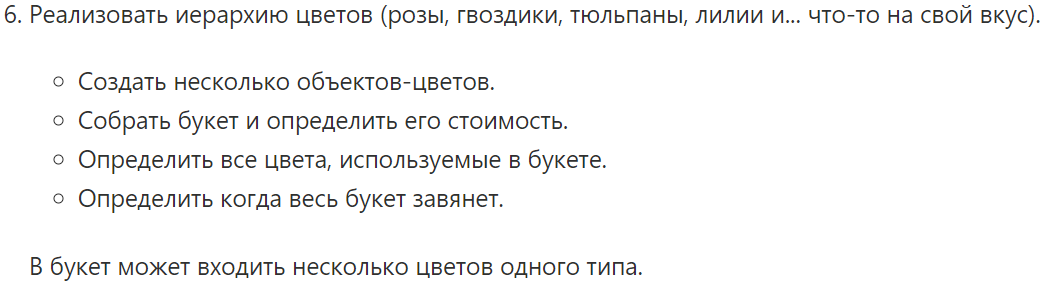 6. Реализовать иерархию цветов (розы, гвоздики, тюльпаны, лилии и... что-то на свой вкус).
○ Создать несколько объектов-цветов.
○ Собрать букет и определить его стоимость.
○ Определить все цвета, используемые в букете.
○ Определить когда весь букет завянет.
В букет может входить несколько цветов одного типа.